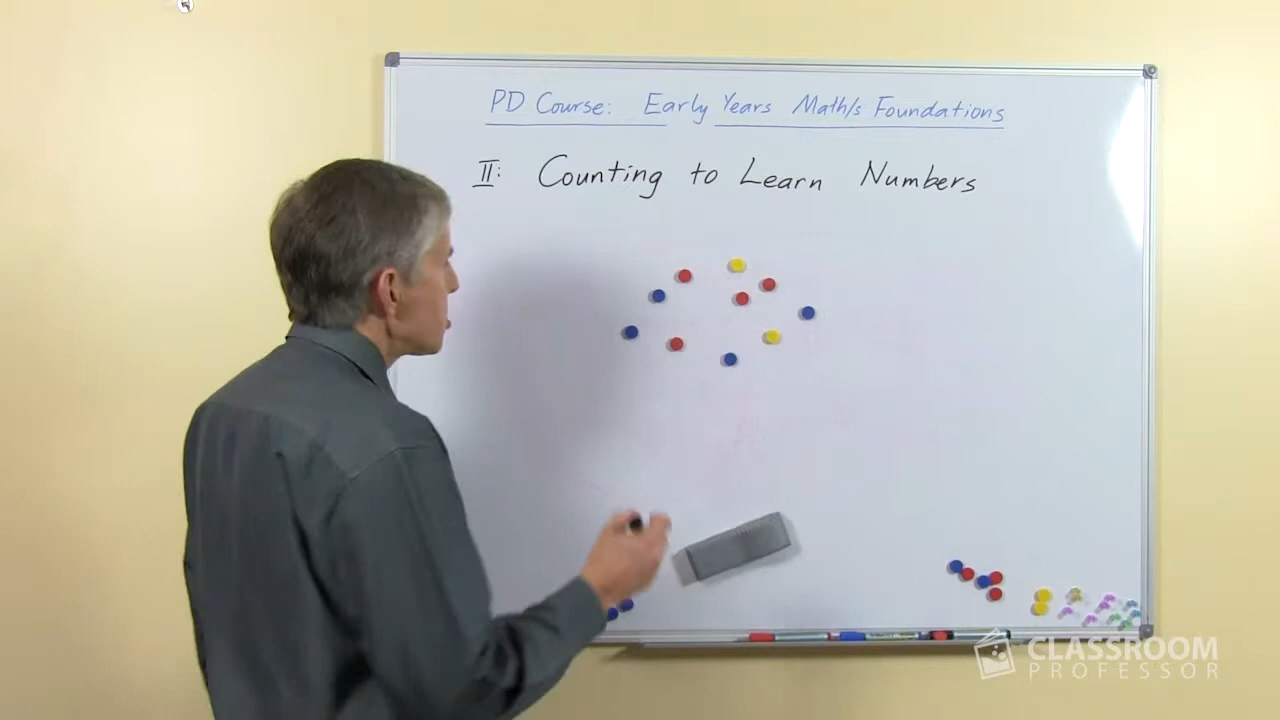 PD Course: Early Years Math/s Foundations
II: Counting to Learn Numbers
CLASSROOM
PROFESSOR